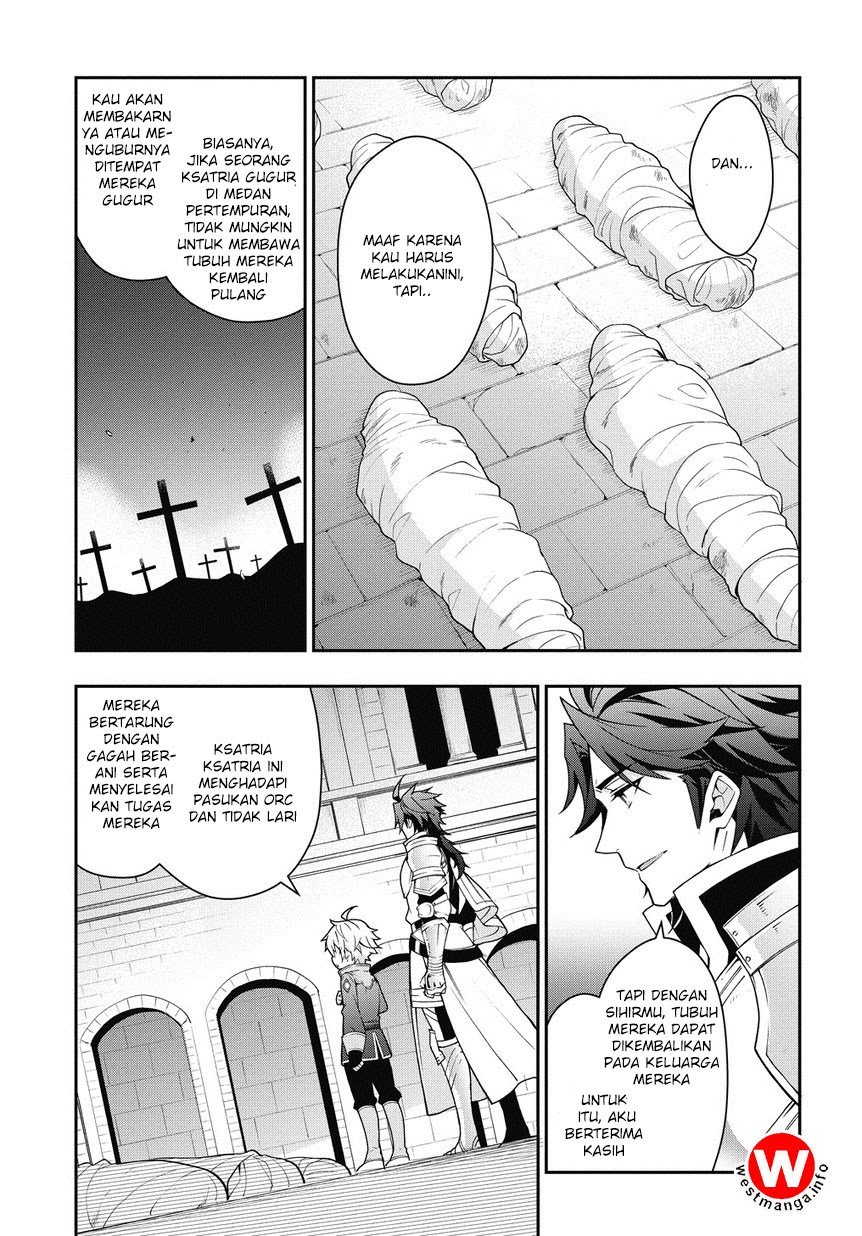 DAN...
MAAF KARENA
KAU HARUS
MELAKUKANINI,
TAPI..
BIASANYA,
JIKA SEORANG
KSATRIA GUGUR
DI MEDAN
PERTEMPURAN,
TIDAK MUNGKIN
UNTUK MEMBAWA
TUBUH MEREKA
KEMBALI
PULANG
KAU AKAN
MEMBAKARN
YA ATAU ME-
NGUBURNYA
DITEMPAT
MEREKA
GUGUR
TAPI DENGAN
SIHIRMU, TUBUH
MEREKA DAPAT
DIKEMBALIKAN
PADA KELUARGA
MEREKA
UNTUK
ITU, AKU
BERTERIMA
KASIH
KSATRIA
KSATRIA INI
MENGHADAPI
PASUKAN ORC
DAN TIDAK LARI
MEREKA
BERTARUNG
DENGAN
GAGAH BER-
ANI SERTA
MENYELESAI
KAN TUGAS
MEREKA
W
westmanga.info